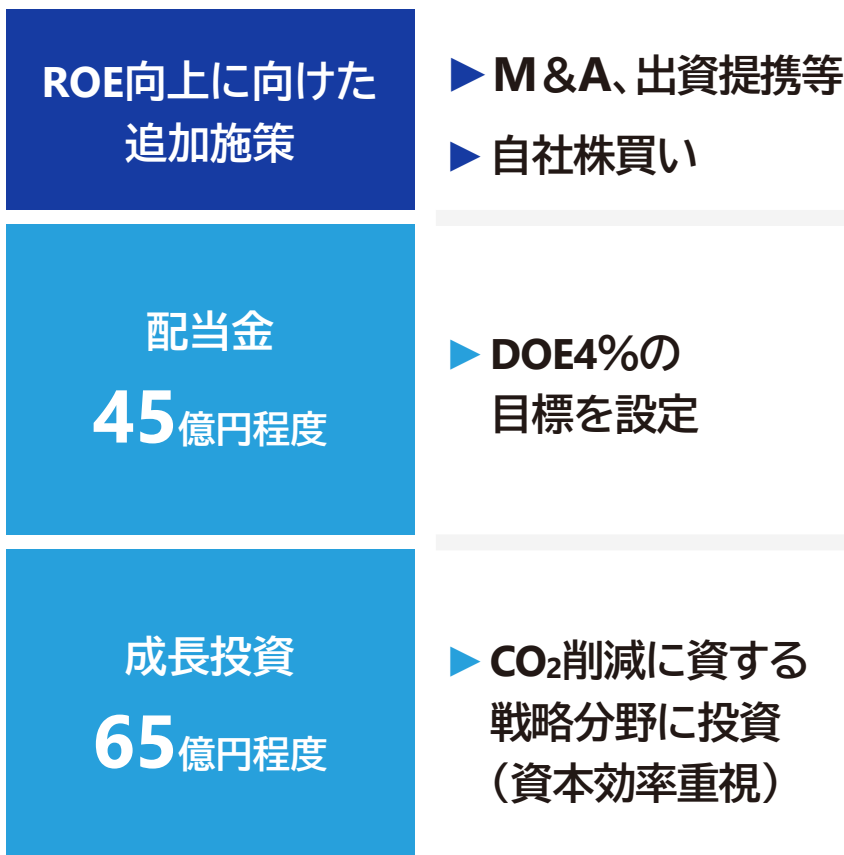 ROE向上に向けた
追加施策
▶M&A、出資提携等
▶自社株買い
配当金
45億円程度
▶DOE4%の
目標を設定
成長投資
65億円程度
▶CO₂削減に資する
戦略分野に投資
（資本効率重視）